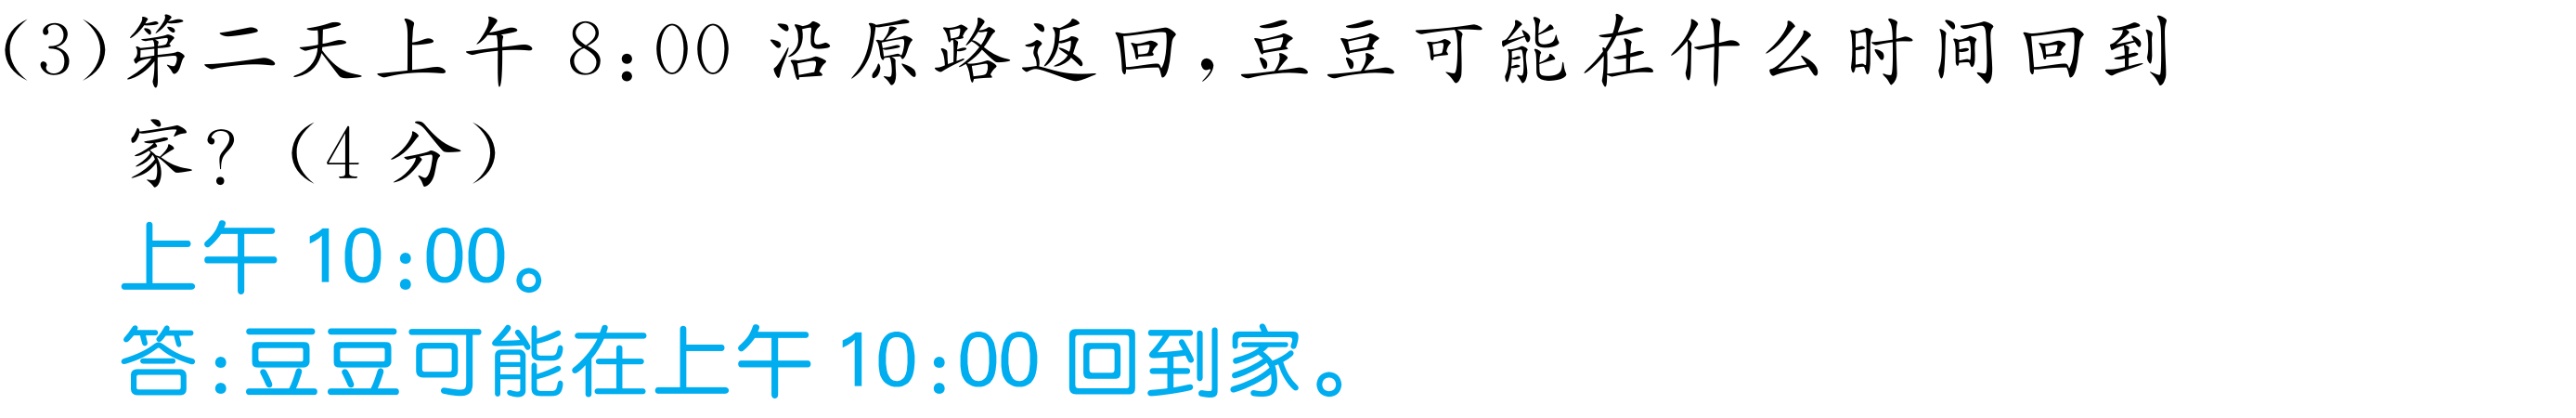 (3)第二天上午 8:00 沿原路返回,豆豆可能在什么时间回到
家?(4 分)
上午 10:00。
答:豆豆可能在上午 10:00 回到家。